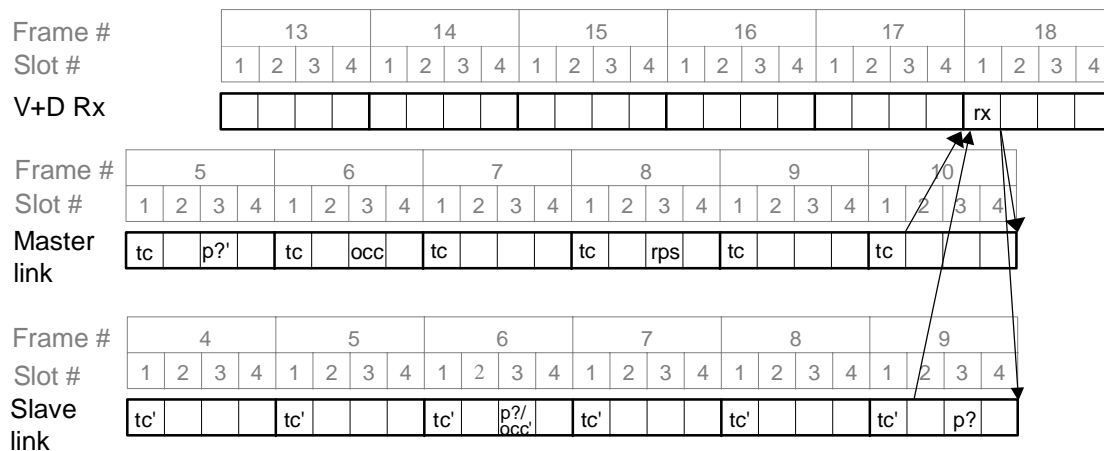 Frame # 13 14 15 16 17 18
Slot # 1 2 3 4 1 2 3 4 1 2 3 4 1 2 3 4 1 2 3 4 1 2 3 4
V+D Rx rx
Frame # 5 6 7 8 9 10
Slot # 1 2 3 4 1 2 3 4 1 2 3 4 1 2 3 4 1 2 3 4 1 2 3 4
Master
link
tc p?' tc occ tc tc rps tc tc
Frame # 4 5 6 7 8 9
Slot # 1 2 3 4 1 2 3 4 1 2 3 4 1 2 3 4 1 2 3 4 1 2 3 4
Slave
link
tc' tc' tc' p?/
occ' tc' tc' tc' p?